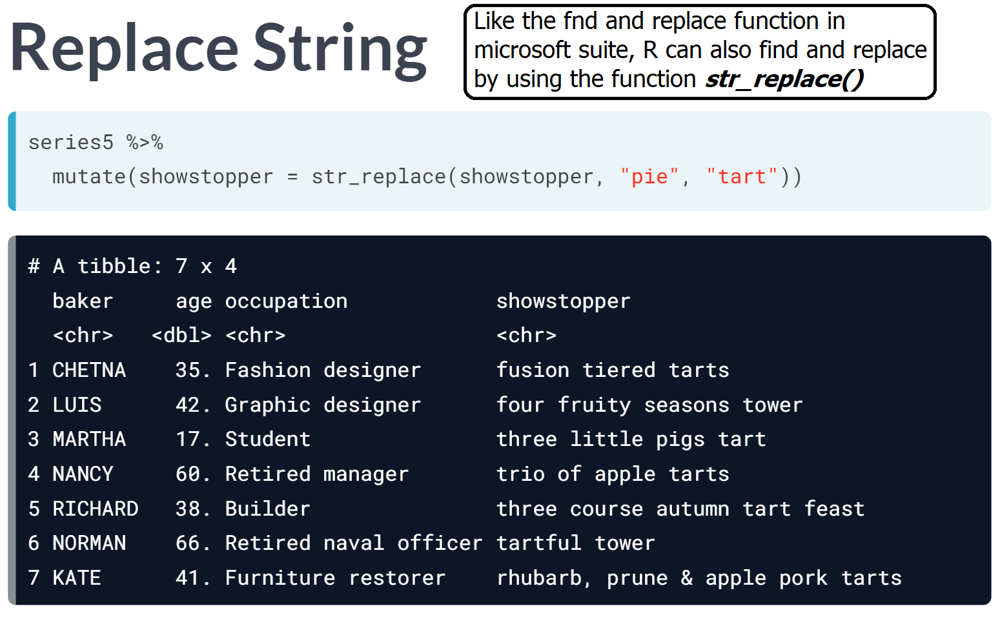 Replace String
Like the fnd and replace function in
microsoft suite, R can also find and replace
by using the function str_replace()
series5 %>%
  mutate(showstopper = str_replace(showstopper, "pie", "tart"))
# A tibble: 7 x 4
  baker     age occupation            showstopper
  <chr>   <dbl> <chr>                 <chr>
1 CHETNA    35. Fashion designer      fusion tiered tarts
2 LUIS      42. Graphic designer      four fruity seasons tower
3 MARTHA    17. Student               three little pigs tart
4 NANCY     60. Retired manager       trio of apple tarts
5 RICHARD   38. Builder               three course autumn tart feast
6 NORMAN    66. Retired naval officer tartful tower
7 KATE      41. Furniture restorer    rhubarb, prune & apple pork tarts